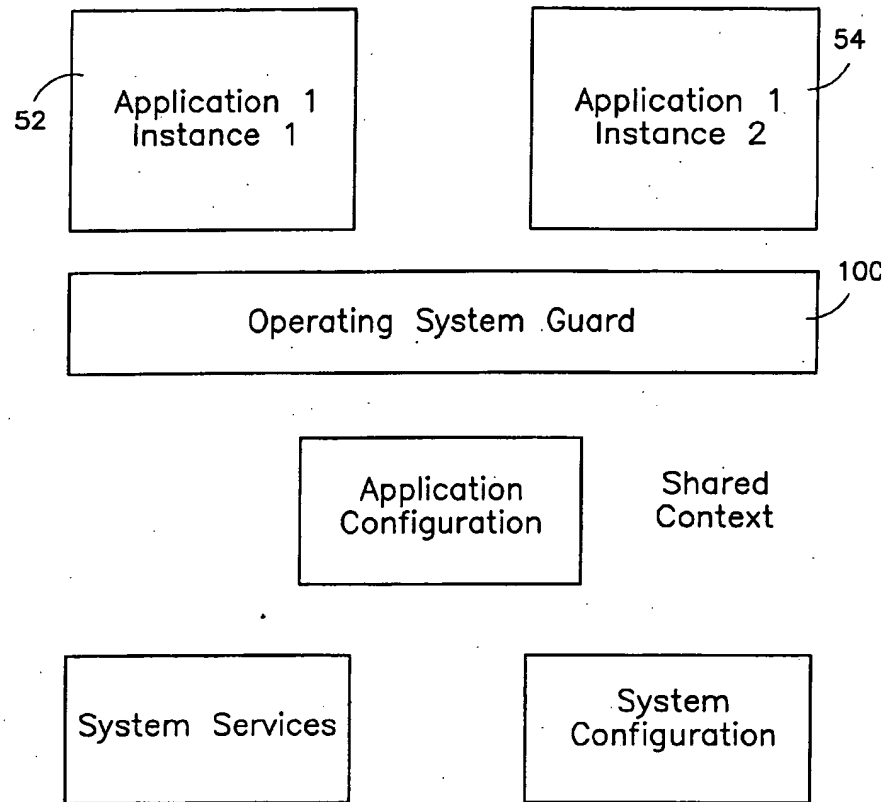 54
52
Application 1
Instance 1
Application 1
Instance 2
100
Operating System Guard
Application
Configuration
Shared
Context
System Services
System
Configuration